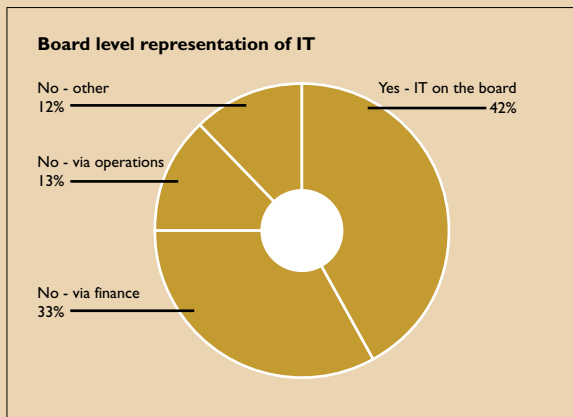 Board level representation of IT
No - other
12%
Yes - IT on the board
42%
No - via operations
13%
No - via finance
33%